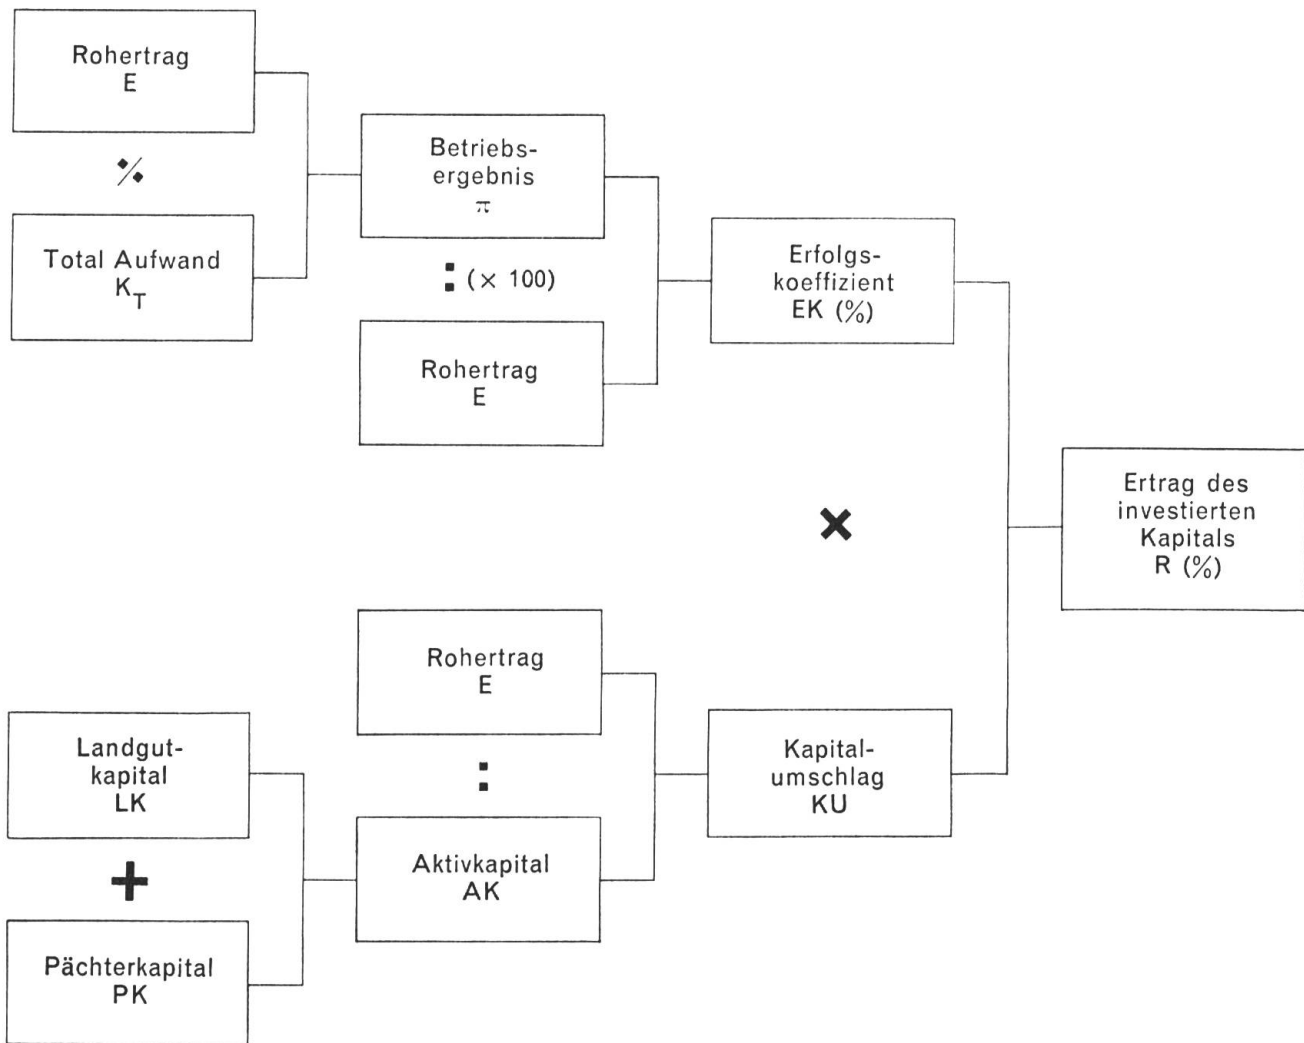 Rohertrag
E
⁒
Total Aufwand
K_T
Betriebs-
ergebnis
π
: (× 100)
Rohertrag
E
Erfolgs-
koeffizient
EK (%)
×
Ertrag des
investierten
Kapitals
R (%)
Rohertrag
E
:
Aktivkapital
AK
Landgut-
kapital
LK
+
Pächterkapital
PK
Kapital-
umschlag
KU